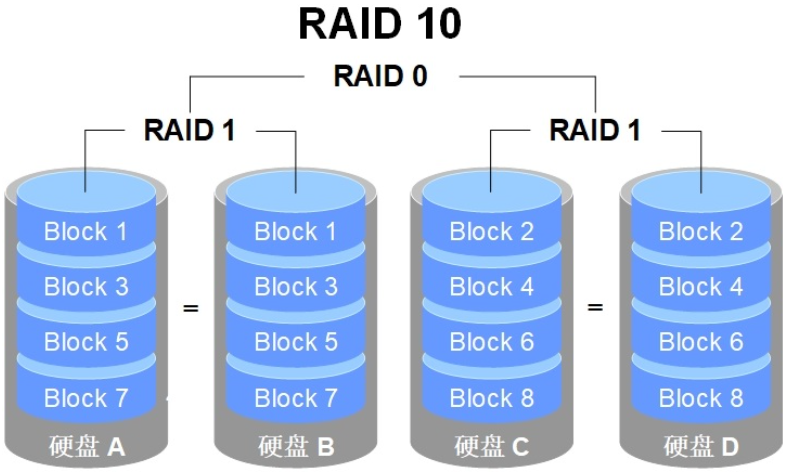 RAID 10
RAID 0
RAID 1 RAID 1
Block 1 Block 1 Block 2 Block 2
Block 3 Block 3 Block 4 Block 4
= =
Block 5 Block 5 Block 6 Block 6
Block 7 Block 7 Block 8 Block 8
硬盘 A 硬盘 B 硬盘 C 硬盘 D